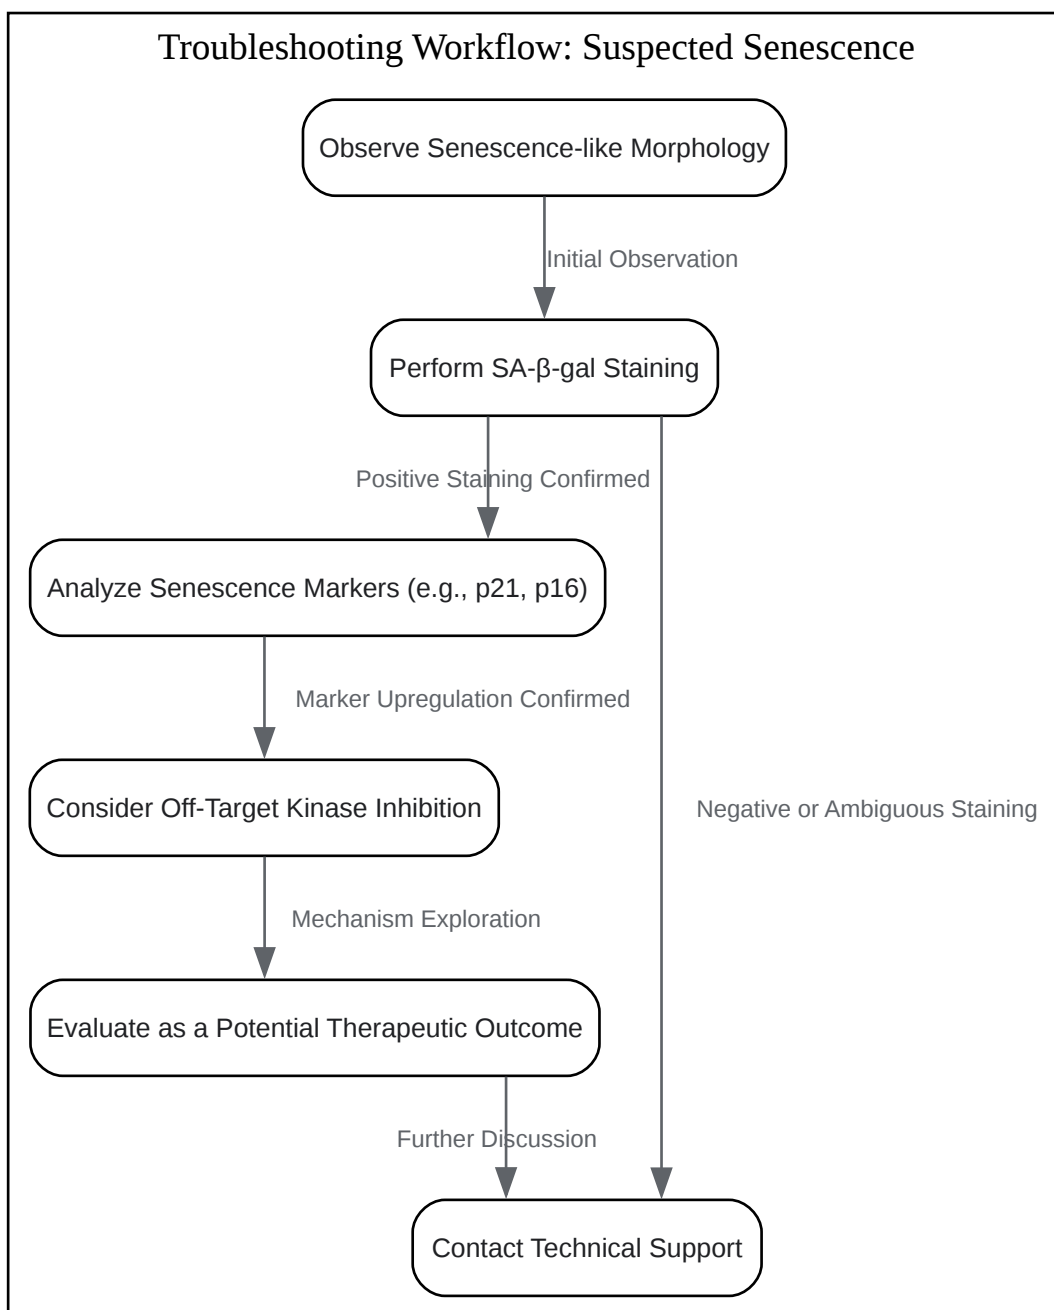 Troubleshooting Workflow: Suspected Senescence
Observe Senescence-like Morphology
Initial Observation
Perform SA-β-gal Staining
Positive Staining Confirmed
Analyze Senescence Markers (e.g., p21, p16)
Marker Upregulation Confirmed
Consider Off-Target Kinase Inhibition
Negative or Ambiguous Staining
Mechanism Exploration
Evaluate as a Potential Therapeutic Outcome
Further Discussion
Contact Technical Support